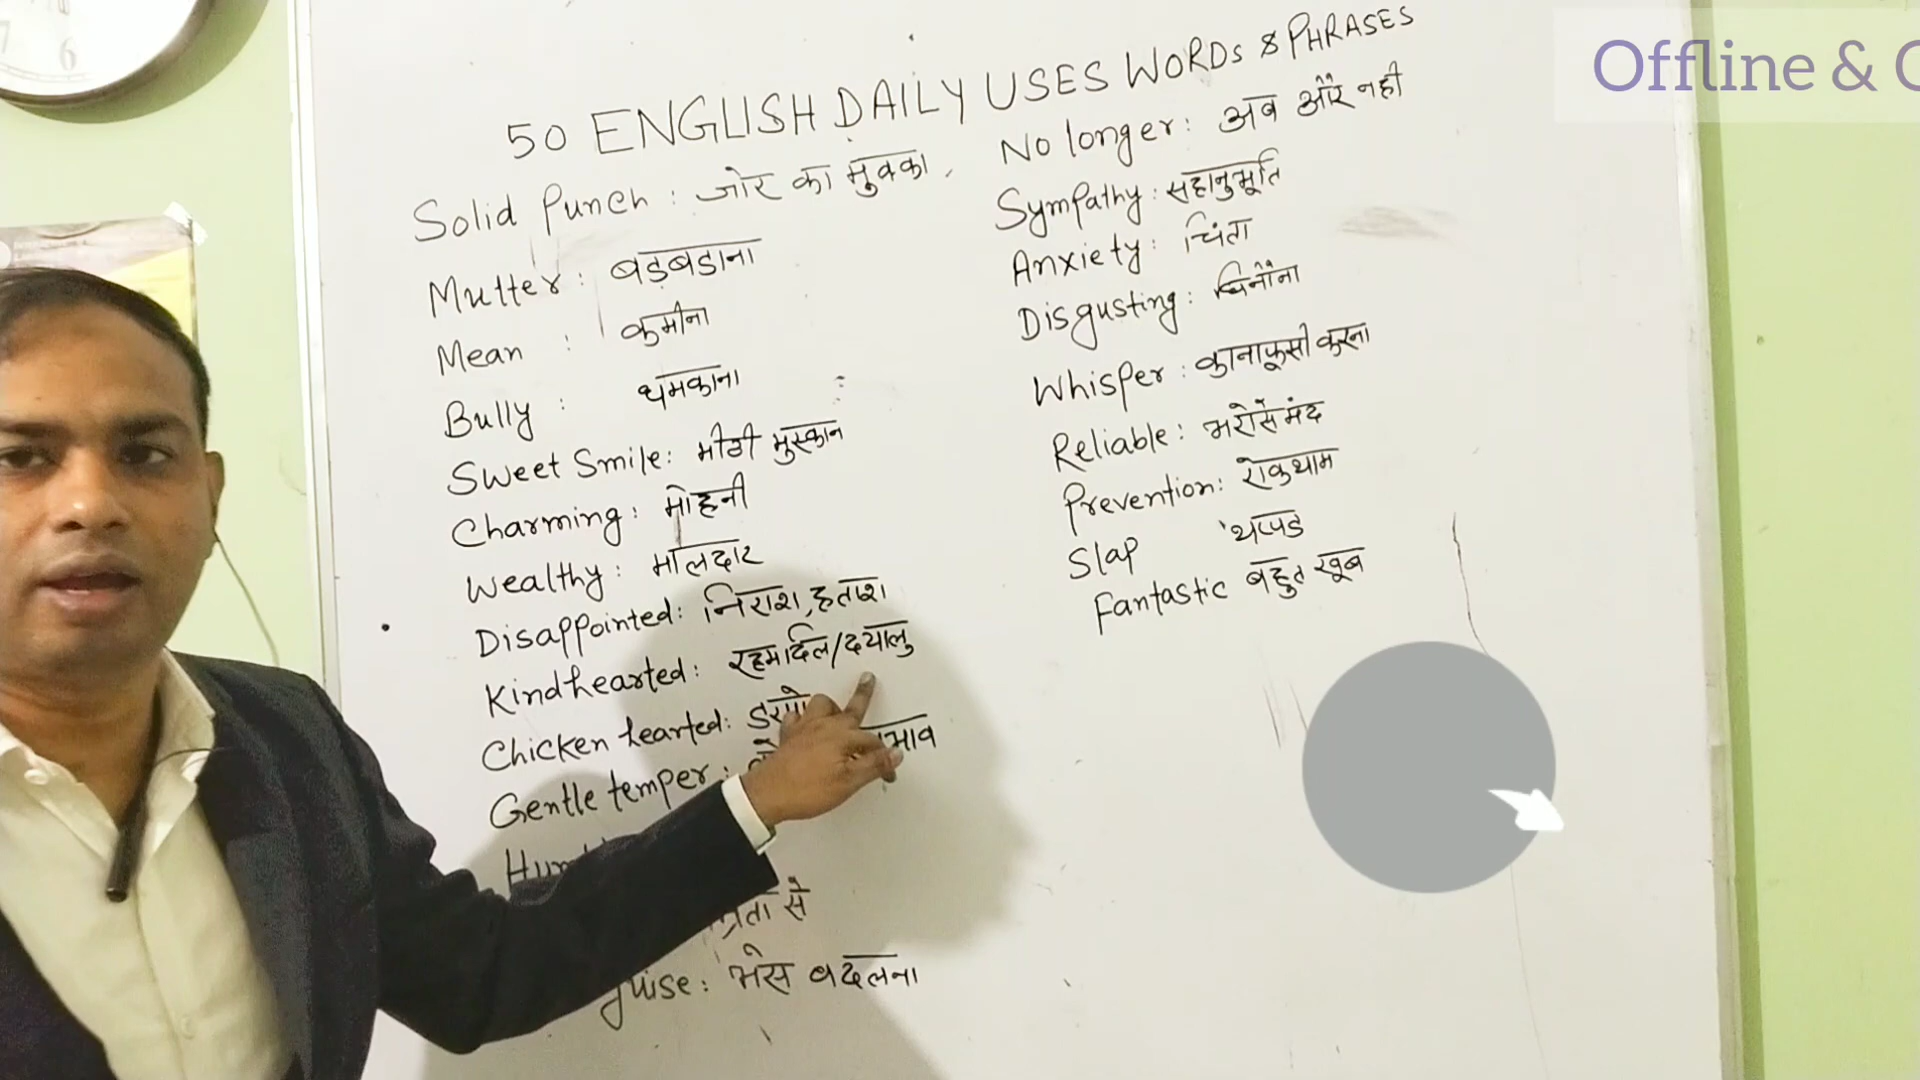 6
Offline &
50 ENGLISH DAILY USES WORDS & PHRASES
Solid Punch : जोर का मुक्का
Mutter : बड़बडाना
Mean : कमीना
Bully : धमकाना
Sweet Smile : मीठी मुस्कान
Charming : मोहनी
Wealthy : मालदार
Disappointed : निराश, हताश
Kindhearted : रहमदिल/दयालु
Chicken hearted :
Gentle temper :
से
guise : भेस बदलना
No longer : अब और नही
Sympathy : सहानुभूति
Anxiety : चिंता
Disgusting : घिनौना
Whisper : कानाफूसी करना
Reliable : भरोसेमंद
Prevention : रोकथाम
Slap थप्पड
Fantastic बहुत खूब